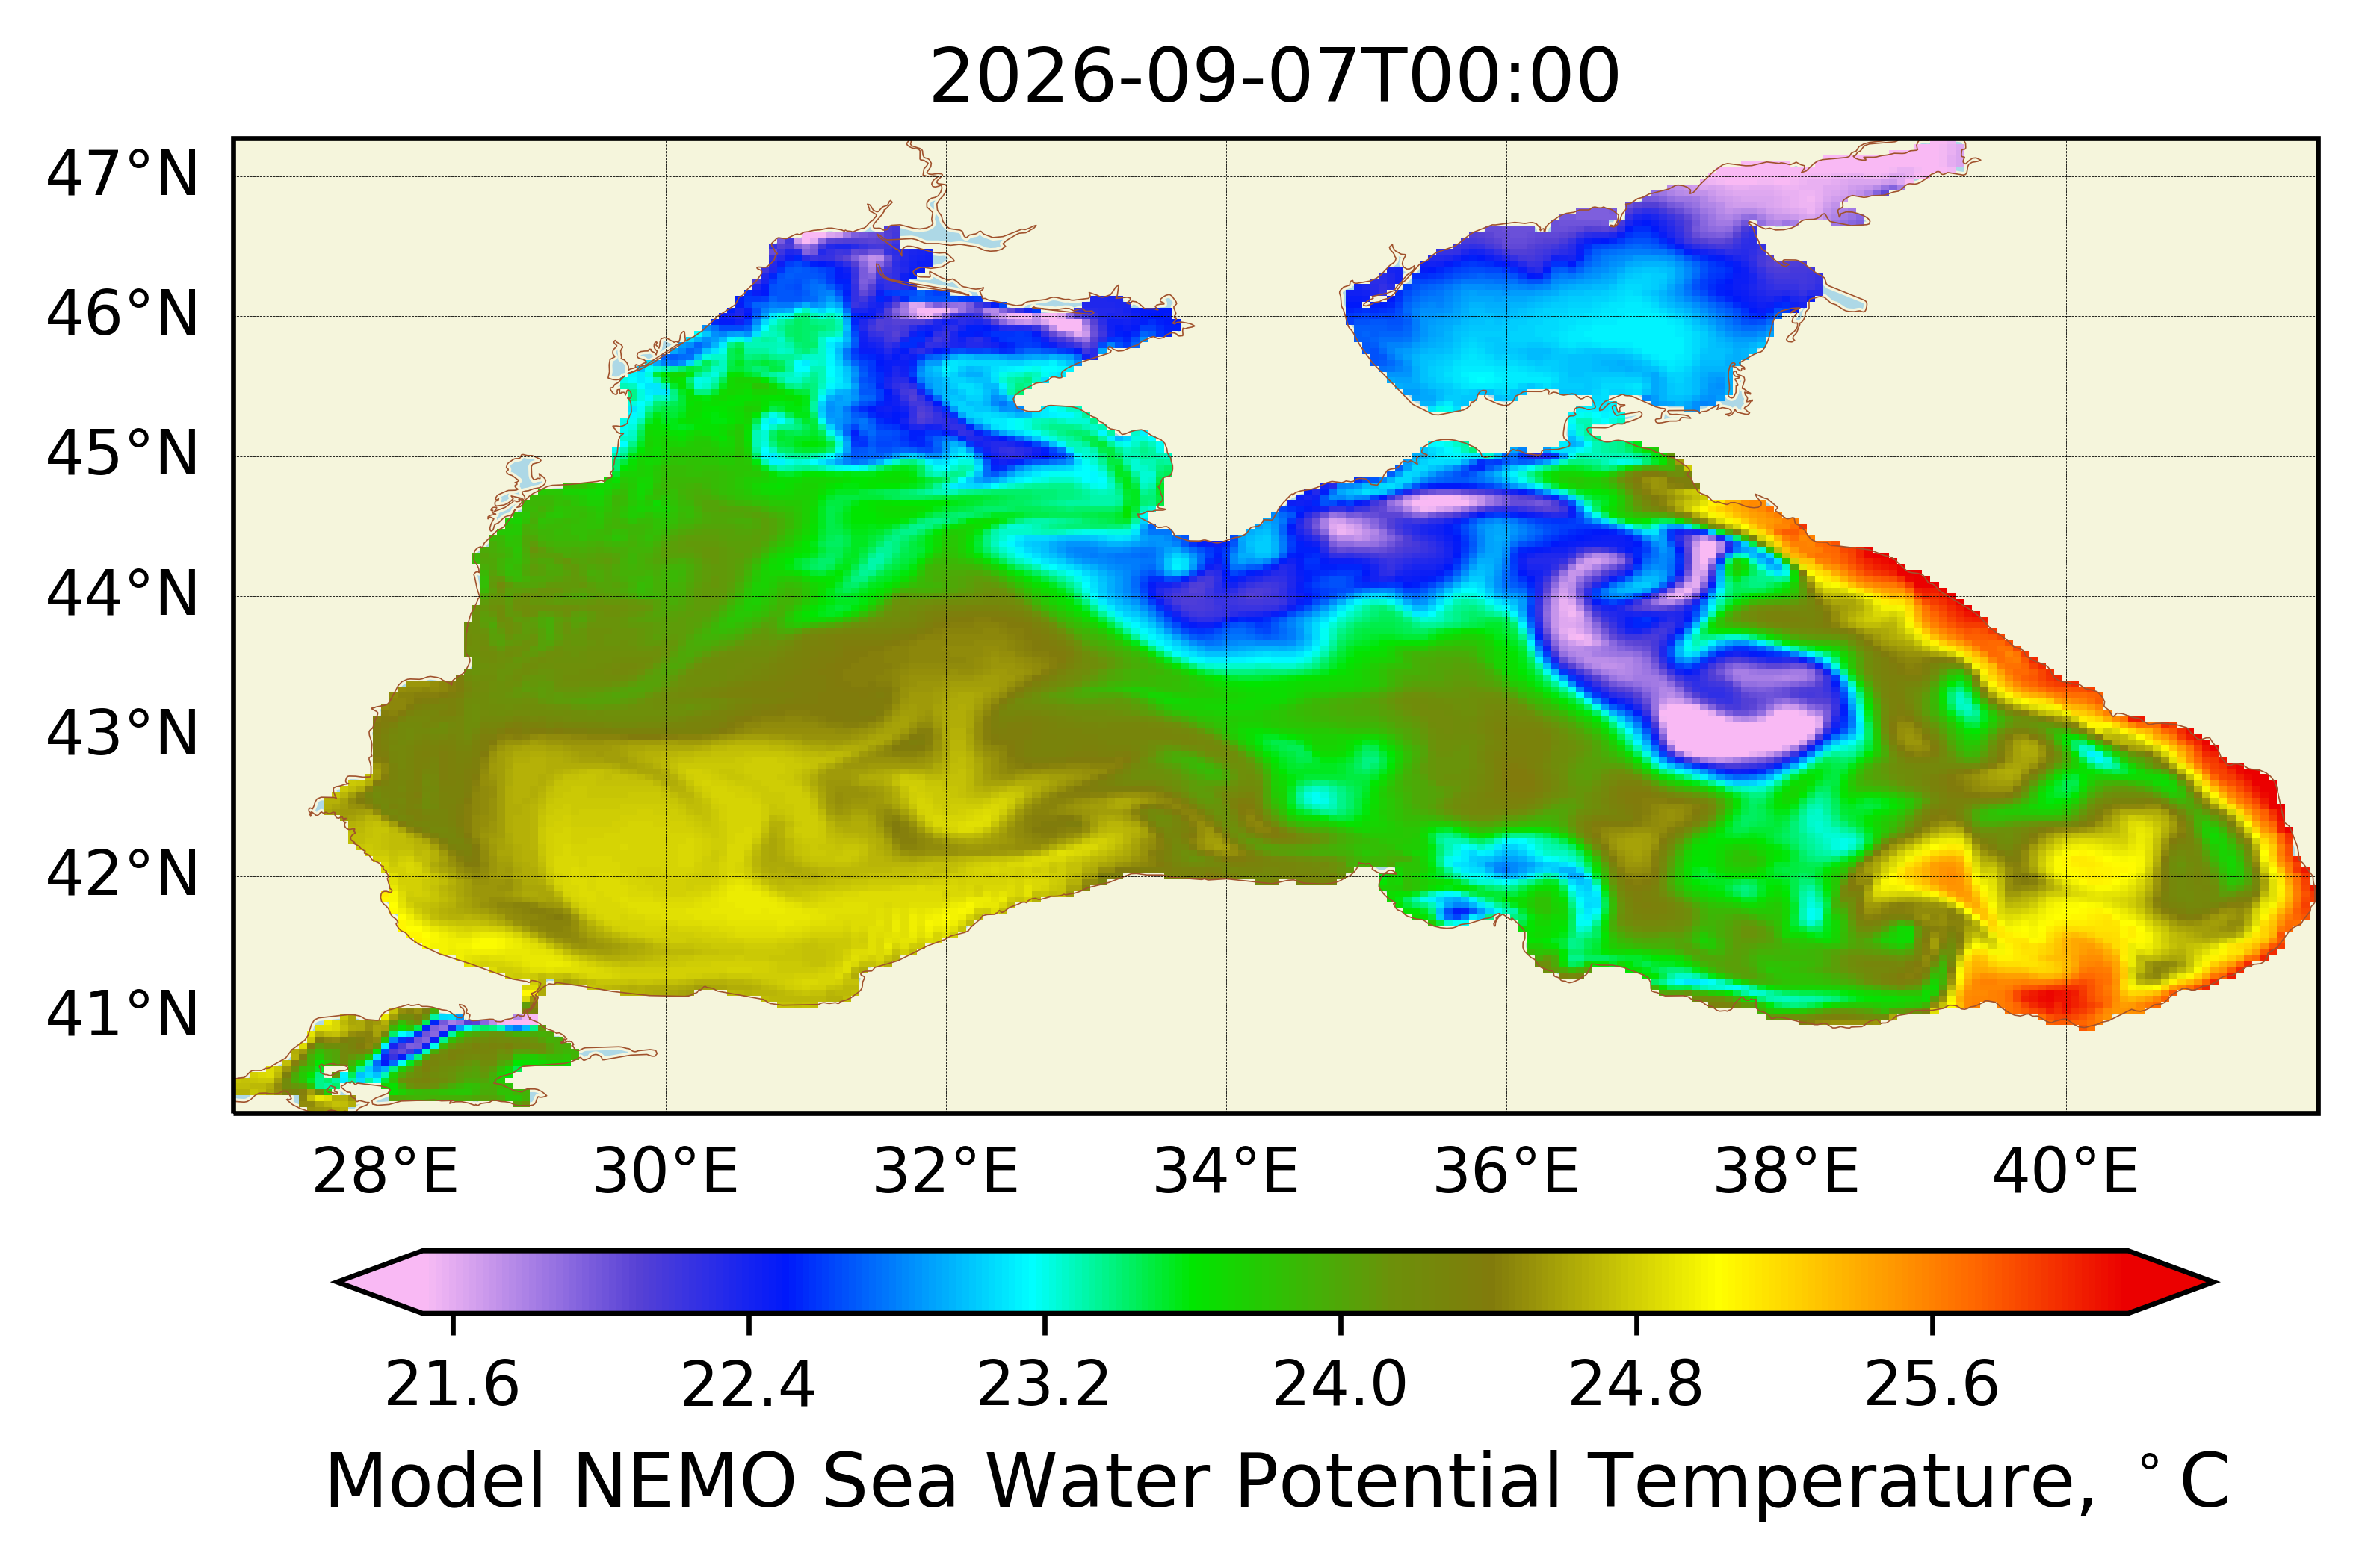 2026-09-07T00:00
47°N
46°N
45°N
44°N
43°N
42°N
41°N
28°E 30°E 32°E 34°E 36°E 38°E 40°E
21.6 22.4 23.2 24.0 24.8 25.6
Model NEMO Sea Water Potential Temperature, °C